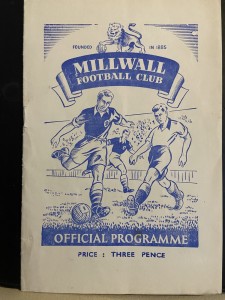 FOUNDED IN 1885
MILLWALL
FOOTBALL CLUB
OFFICIAL PROGRAMME
PRICE : THREE PENCE